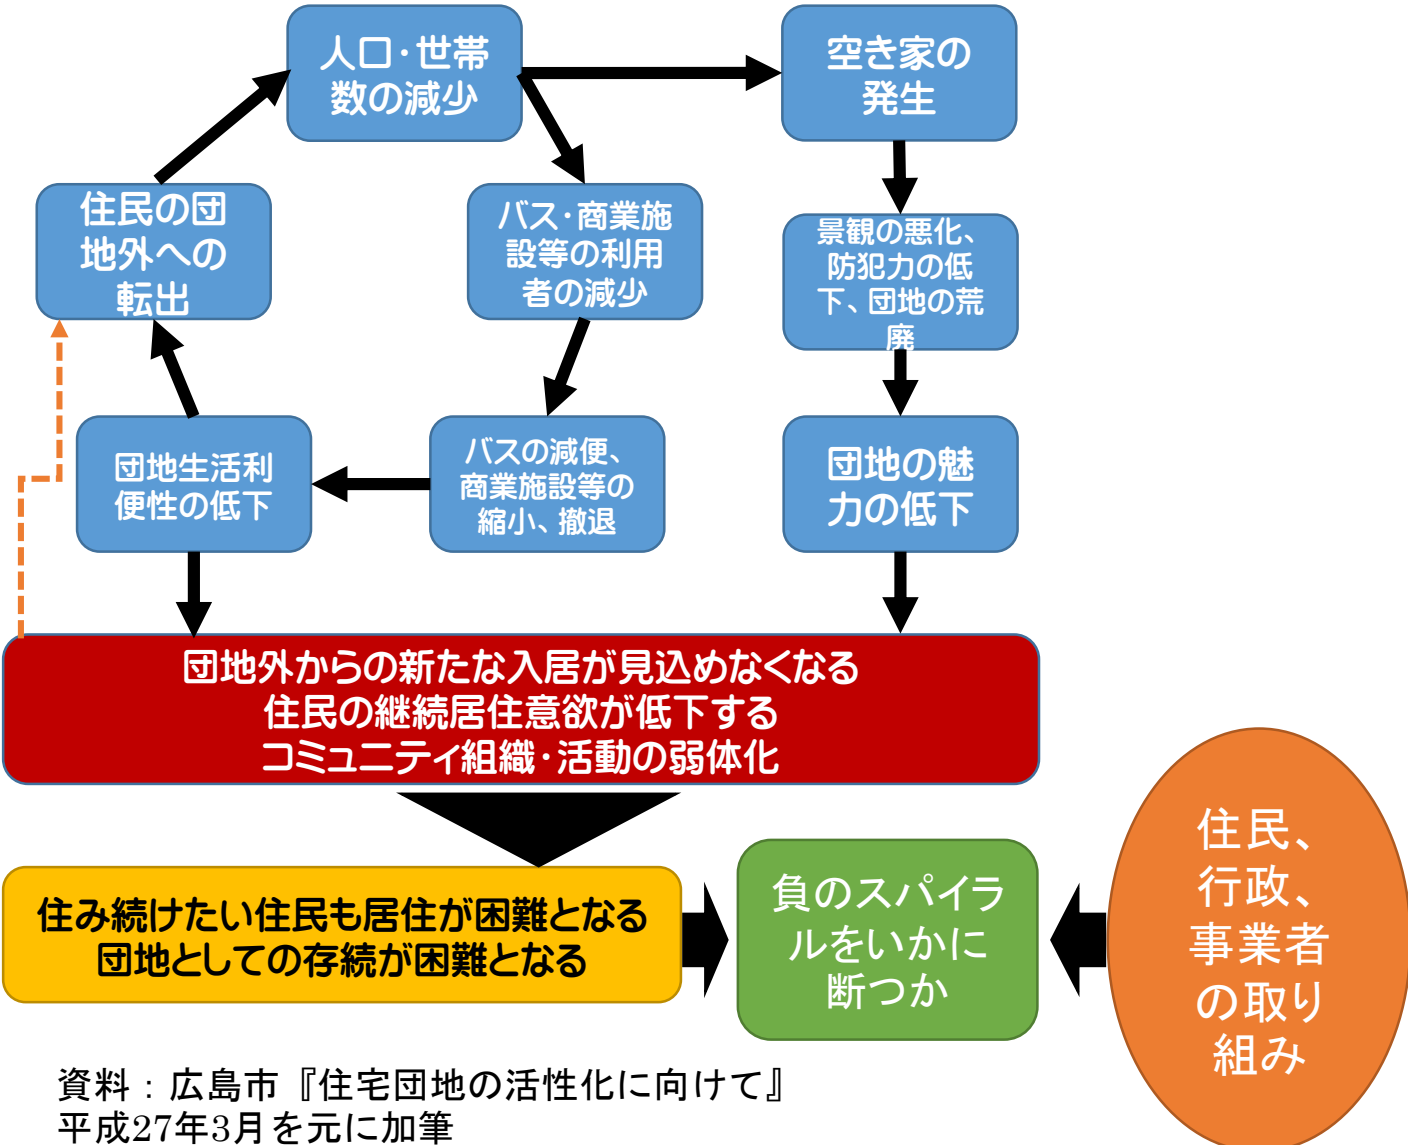 人口・世帯
数の減少
空き家の
発生
住民の団
地外への
転出
バス・商業施
設等の利用
者の減少
景観の悪化、
防犯力の低
下、団地の荒
廃
団地生活利
便性の低下
バスの減便、
商業施設等の
縮小、撤退
団地の魅
力の低下
団地外からの新たな入居が見込めなくなる
住民の継続居住意欲が低下する
コミュニティ組織・活動の弱体化
住み続けたい住民も居住が困難となる
団地としての存続が困難となる
負のスパイラ
ルをいかに
断つか
住民、
行政、
事業者
の取り
組み
資料：広島市『住宅団地の活性化に向けて』
平成27年3月を元に加筆